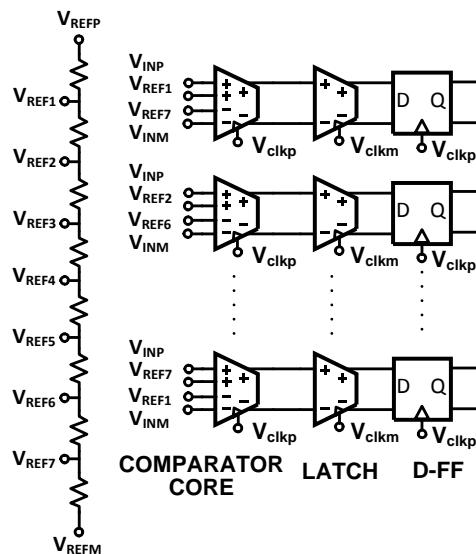 VREFP
VREF1
VREF2
VREF3
VREF4
VREF5
VREF6
VREF7
VREFM
VINP
VREF1
VREF7
VINM
+
+
−
−
+
−
Vclkp
+
−
Vclkm
D Q
Vclkp
VINP
VREF2
VREF6
VINM
+
+
−
−
+
−
Vclkp
+
−
Vclkm
D Q
Vclkp
VINP
VREF7
VREF1
VINM
+
+
−
−
+
−
Vclkp
+
−
Vclkm
D Q
Vclkp
COMPARATOR
CORE
LATCH
D-FF